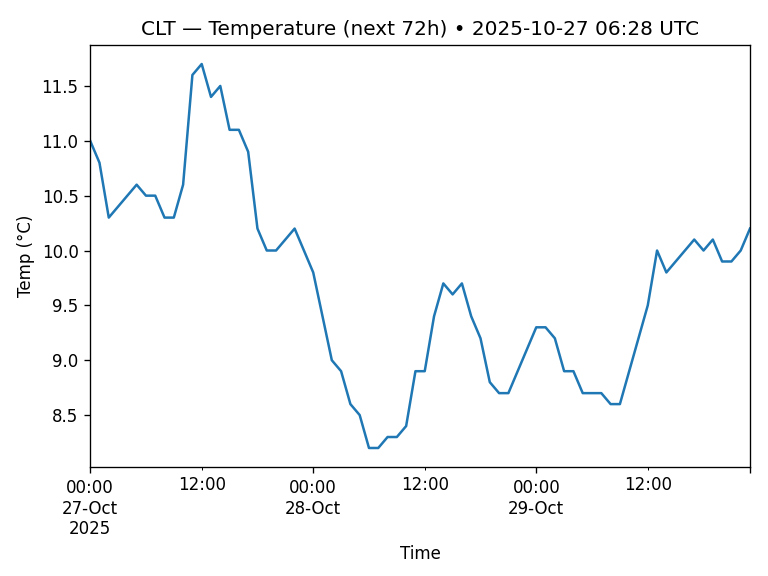 CLT — Temperature (next 72h) • 2025-10-27 06:28 UTC
Temp (°C)
11.5
11.0
10.5
10.0
9.5
9.0
8.5
00:00 12:00 00:00 12:00 00:00 12:00
27-Oct 28-Oct 29-Oct
2025
Time